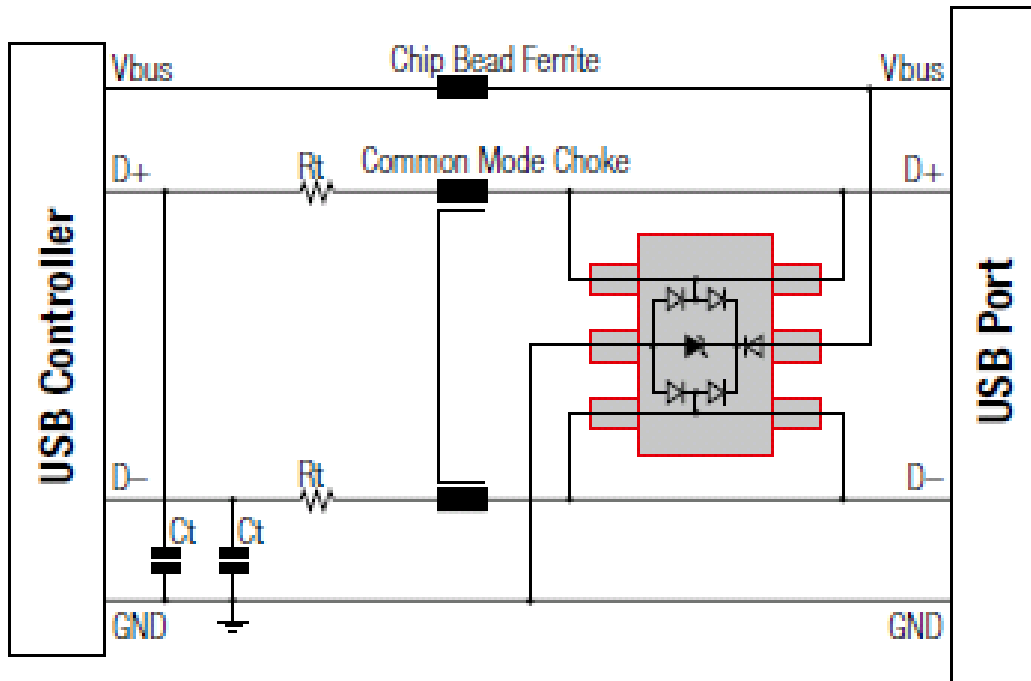 Vbus
Chip Bead Ferrite
Vbus
D+
Rt
Common Mode Choke
D+
USB Controller
USB Port
D–
Rt
D–
Ct
Ct
GND
GND